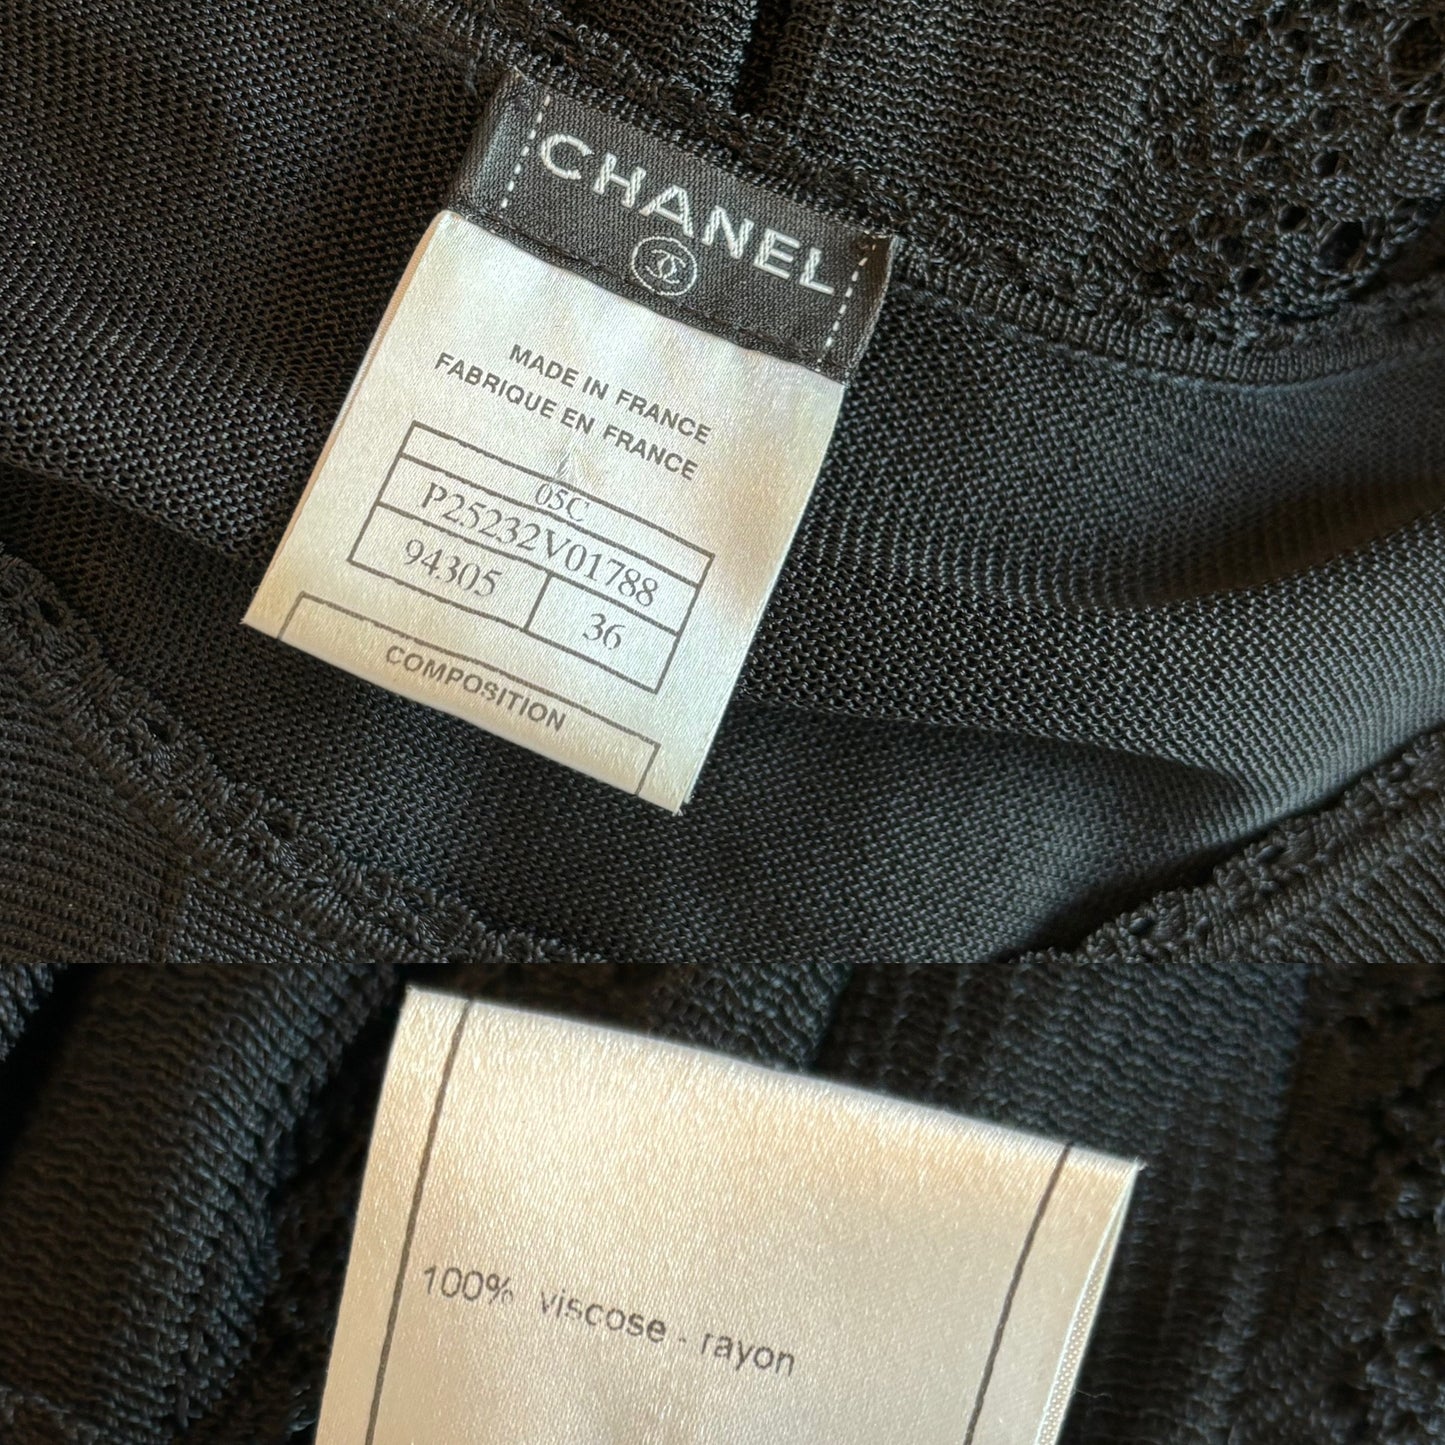 CHANEL
MADE IN FRANCE
FABRIQUE EN FRANCE
05C
P25232V01788
94305
36
COMPOSITION
100% viscose - rayon